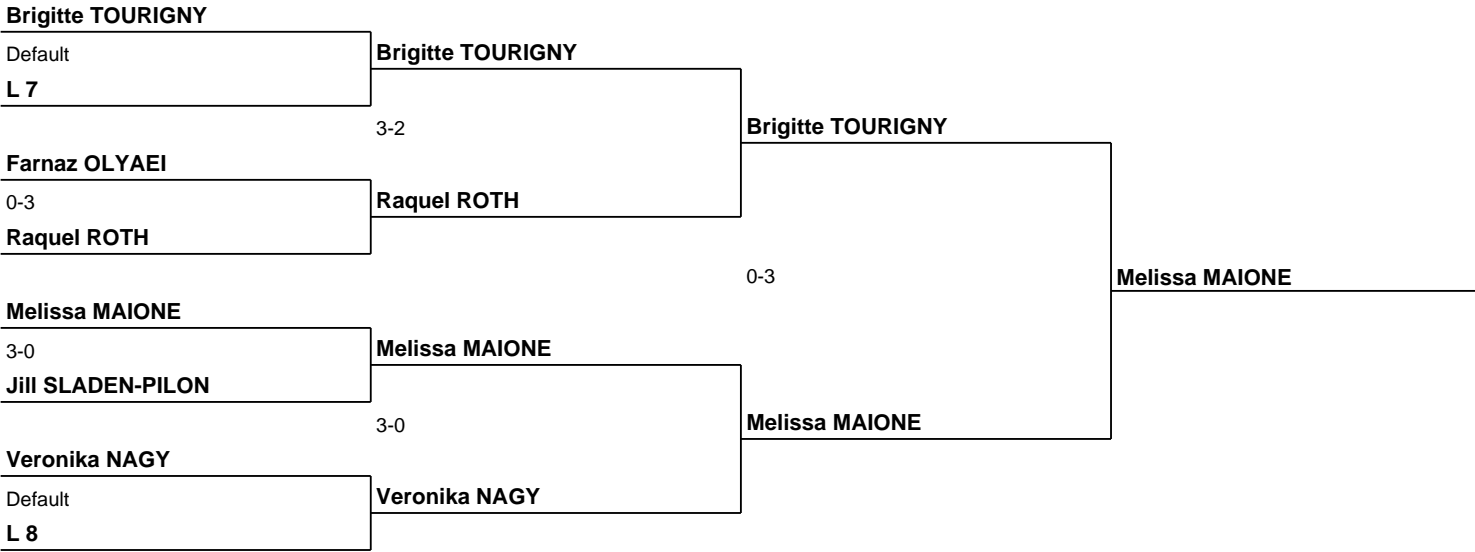 Brigitte TOURIGNY
Default
L 7
Brigitte TOURIGNY
3-2
Brigitte TOURIGNY
Farnaz OLYAEI
0-3
Raquel ROTH
Raquel ROTH
0-3
Melissa MAIONE
Melissa MAIONE
3-0
Jill SLADEN-PILON
Melissa MAIONE
3-0
Melissa MAIONE
Veronika NAGY
Default
L 8
Veronika NAGY